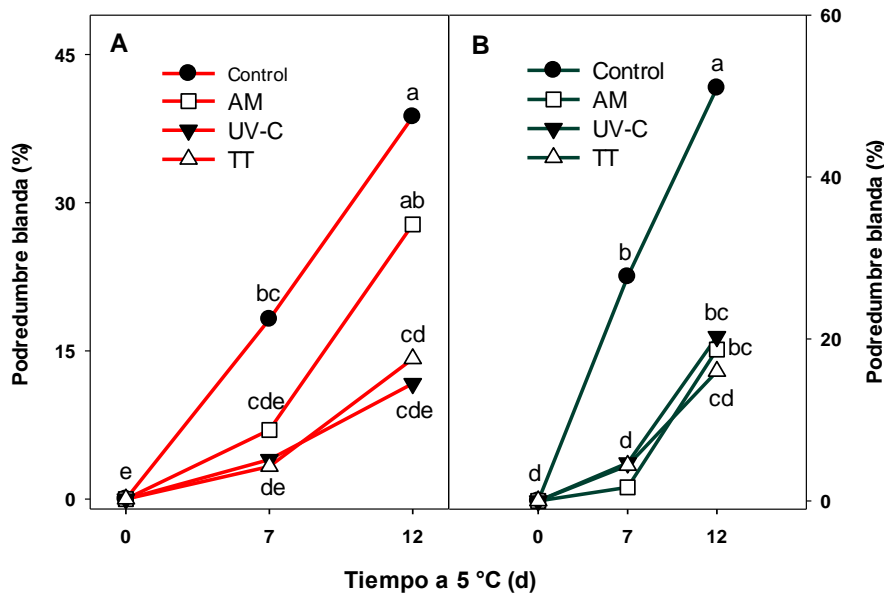 A
Control
AM
UV-C
TT
a
ab
bc
cd
cde
cde
de
e
45
30
15
0
0
7
12
Podredumbre blanda (%)
B
Control
AM
UV-C
TT
a
b
bc
bc
cd
d
d
60
40
20
0
0
7
12
Podredumbre blanda (%)
Tiempo a 5 °C (d)